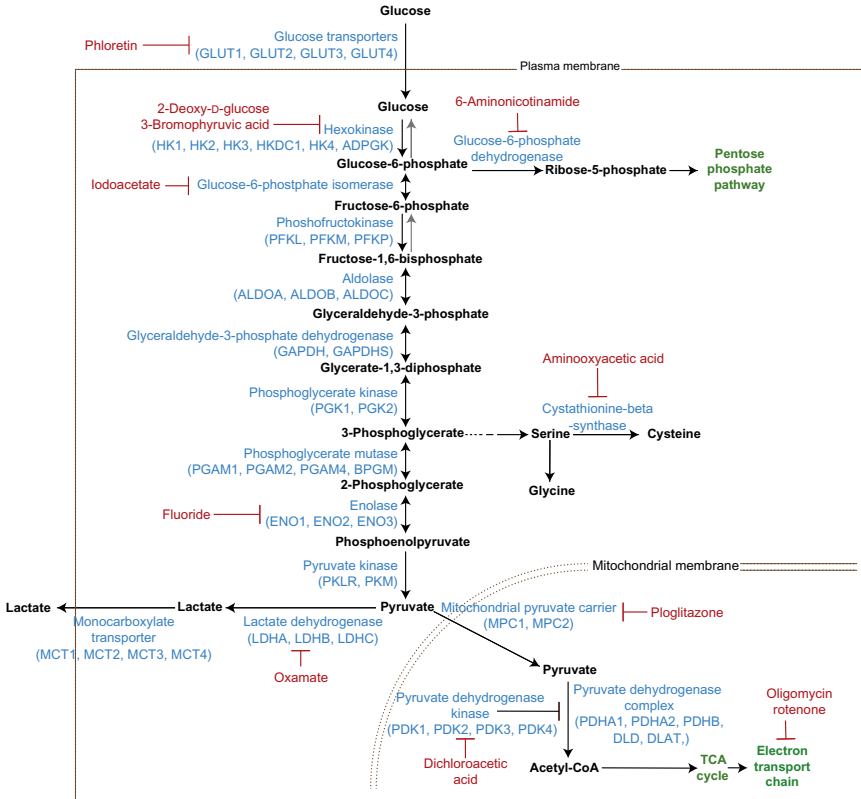 Glucose
Phloretin
Glucose transporters
(GLUT1, GLUT2, GLUT3, GLUT4)
Plasma membrane
2-Deoxy-D-glucose
3-Bromophyruvic acid
Glucose
Hexokinase
(HK1, HK2, HK3, HKDC1, HK4, ADPGK)
6-Aminonicotinamide
Glucose-6-phosphate
dehydrogenase
Glucose-6-phosphate
Ribose-5-phosphate
Pentose
phosphate
pathway
Iodoacetate
Glucose-6-phostphate isomerase
Fructose-6-phosphate
Phoshofructokinase
(PFKL, PFKM, PFKP)
Fructose-1,6-bisphosphate
Aldolase
(ALDOA, ALDOB, ALDOC)
Glyceraldehyde-3-phosphate
Glyceraldehyde-3-phosphate dehydrogenase
(GAPDH, GAPDHS)
Glycerate-1,3-diphosphate
Aminooxyacetic acid
Phosphoglycerate kinase
(PGK1, PGK2)
Cystathionine-beta
-synthase
3-Phosphoglycerate
Serine
Cysteine
Phosphoglycerate mutase
(PGAM1, PGAM2, PGAM4, BPGM)
2-Phosphoglycerate
Glycine
Fluoride
Enolase
(ENO1, ENO2, ENO3)
Phosphoenolpyruvate
Pyruvate kinase
(PKLR, PKM)
Mitochondrial membrane
Lactate
Lactate
Pyruvate
Mitochondrial pyruvate carrier
(MPC1, MPC2)
Ploglitazone
Monocarboxylate
transporter
(MCT1, MCT2, MCT3, MCT4)
Lactate dehydrogenase
(LDHA, LDHB, LDHC)
Oxamate
Pyruvate
Pyruvate dehydrogenase
kinase
(PDK1, PDK2, PDK3, PDK4)
Pyruvate dehydrogenase
complex
(PDHA1, PDHA2, PDHB,
DLD, DLAT,)
Oligomycin
rotenone
Dichloroacetic
acid
Acetyl-CoA
TCA
cycle
Electron
transport
chain